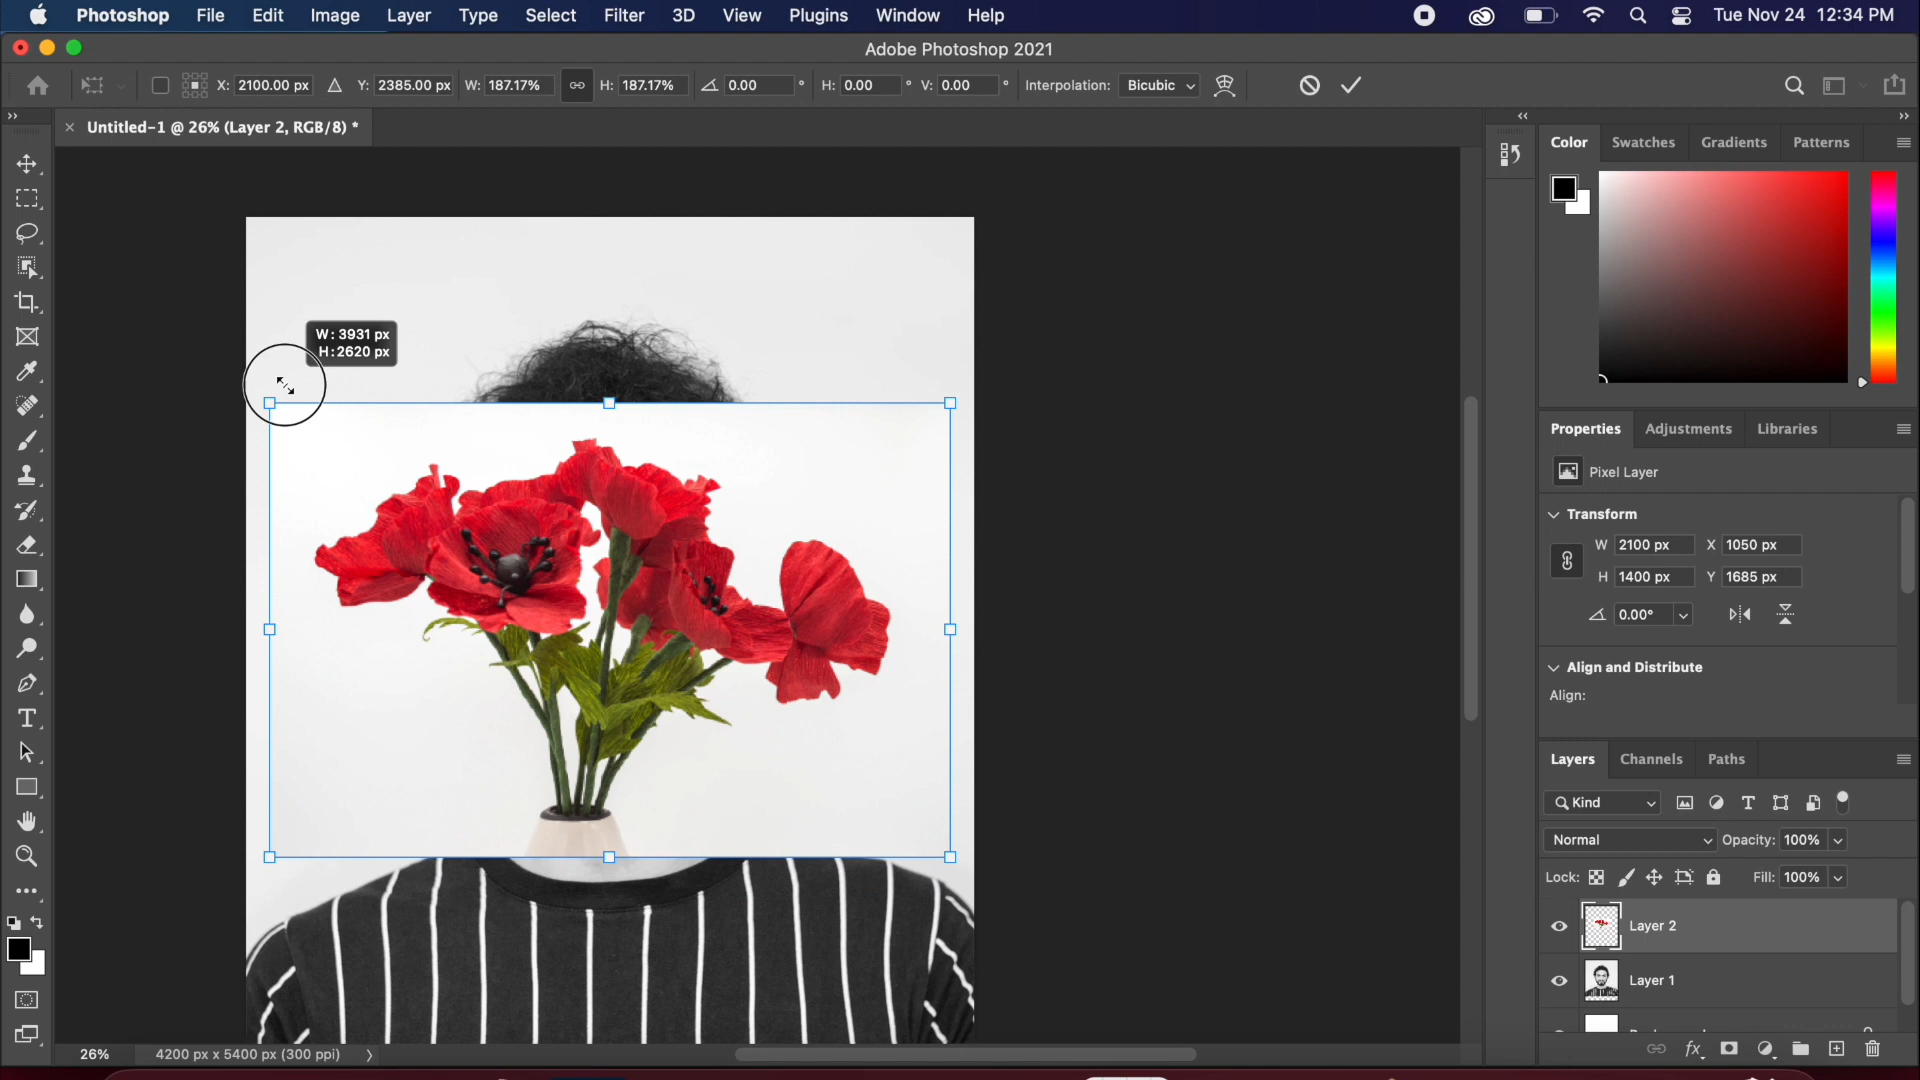 Photoshop File Edit Image Layer Type Select Filter 3D View Plugins Window Help Tue Nov 24 12:34 PM
Adobe Photoshop 2021
X: 2100.00 px Y: 2385.00 px W: 187.17% H: 187.17% 0.00 ° H: 0.00 ° V: 0.00 ° Interpolation: Bicubic
Untitled-1 @ 26% (Layer 2, RGB/8) *
Color Swatches Gradients Patterns
W: 3931 px
H: 2620 px
Properties Adjustments Libraries
Pixel Layer
Transform
W 2100 px X 1050 px
H 1400 px Y 1685 px
0.00°
Align and Distribute
Align:
Layers Channels Paths
Kind
Normal Opacity: 100%
Lock: Fill: 100%
Layer 2
Layer 1
26% 4200 px x 5400 px (300 ppi)